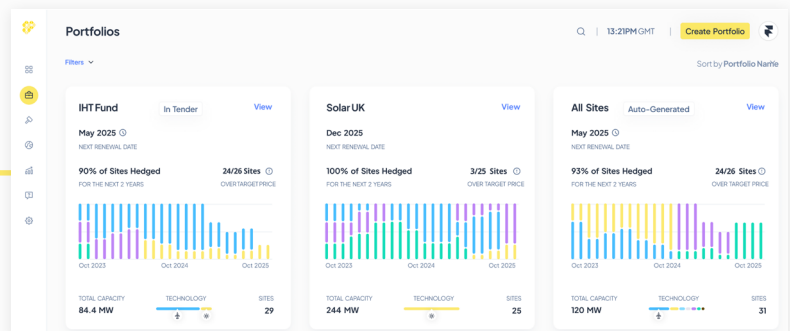 Portfolios
13:21PM GMT
Create Portfolio
Filters
Sort by Portfolio Name
IHT Fund
In Tender
View
May 2025
NEXT RENEWAL DATE
90% of Sites Hedged
24/26 Sites
FOR THE NEXT 2 YEARS
OVER TARGET PRICE
Oct 2023
Oct 2024
Oct 2025
TOTAL CAPACITY
TECHNOLOGY
SITES
84.4 MW
29
Solar UK
View
Dec 2025
NEXT RENEWAL DATE
100% of Sites Hedged
3/25 Sites
FOR THE NEXT 2 YEARS
OVER TARGET PRICE
Oct 2023
Oct 2024
Oct 2025
TOTAL CAPACITY
TECHNOLOGY
SITES
244 MW
25
All Sites
Auto-Generated
View
May 2025
NEXT RENEWAL DATE
93% of Sites Hedged
24/26 Sites
FOR THE NEXT 2 YEARS
OVER TARGET PRICE
Oct 2023
Oct 2024
Oct 2025
TOTAL CAPACITY
TECHNOLOGY
SITES
120 MW
31